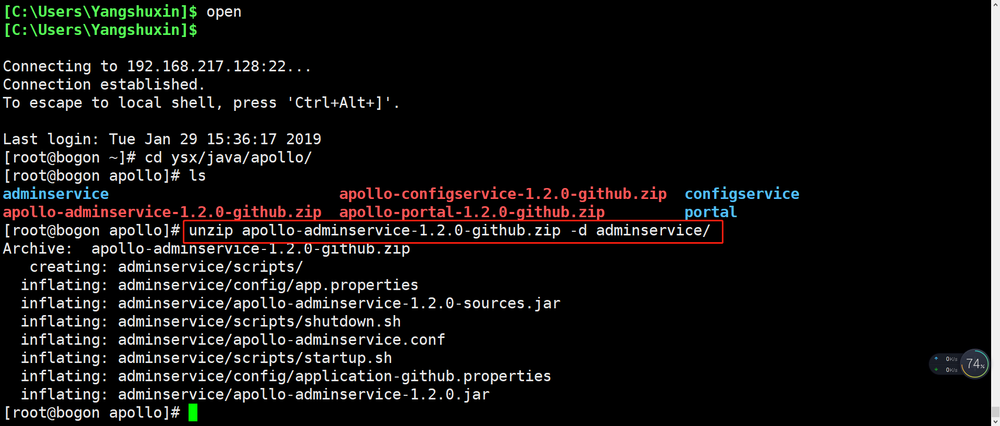 [C:\Users\Yangshuxin]$ open
[C:\Users\Yangshuxin]$
Connecting to 192.168.217.128:22...
Connection established.
To escape to local shell, press 'Ctrl+Alt+]'.
Last login: Tue Jan 29 15:36:17 2019
[root@bogon ~]# cd ysx/java/apollo/
[root@bogon apollo]# ls
adminservice                          apollo-configservice-1.2.0-github.zip  configservice
apollo-adminservice-1.2.0-github.zip  apollo-portal-1.2.0-github.zip         portal
[root@bogon apollo]# unzip apollo-adminservice-1.2.0-github.zip -d adminservice/
Archive:  apollo-adminservice-1.2.0-github.zip
   creating: adminservice/scripts/
  inflating: adminservice/config/app.properties
  inflating: adminservice/apollo-adminservice-1.2.0-sources.jar
  inflating: adminservice/scripts/shutdown.sh
  inflating: adminservice/apollo-adminservice.conf
  inflating: adminservice/scripts/startup.sh
  inflating: adminservice/config/application-github.properties
  inflating: adminservice/apollo-adminservice-1.2.0.jar
[root@bogon apollo]#
0K/s
0K/s
74%